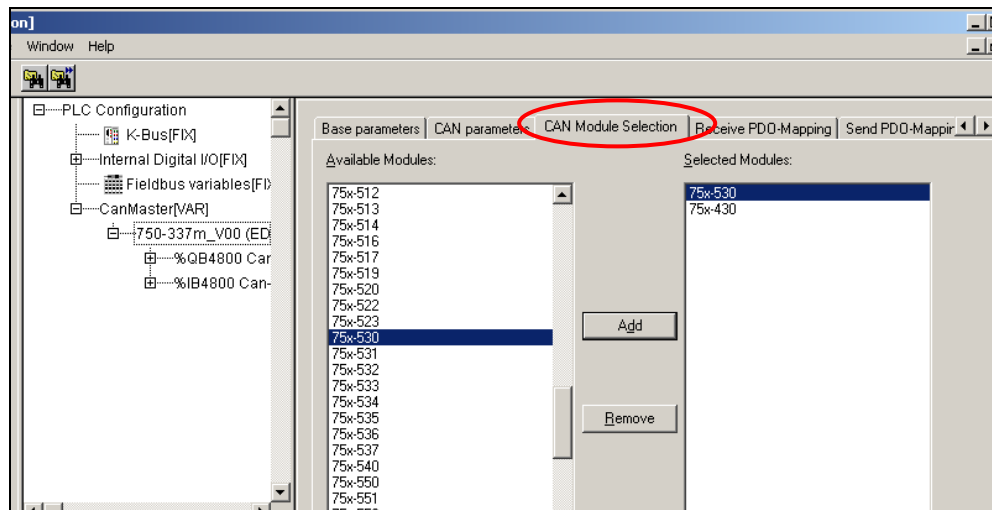 on]
Window Help
PLC Configuration
K-Bus[FIX]
Internal Digital I/O[FIX]
Fieldbus variables[FI
CanMaster[VAR]
750-337m_V00 (ED
%QB4800 Car
%IB4800 Can-
Base parameters CAN parameters CAN Module Selection Receive PDO-Mapping Send PDO-Mappin
Available Modules:
75x-512
75x-513
75x-514
75x-516
75x-517
75x-519
75x-520
75x-522
75x-523
75x-530
75x-531
75x-532
75x-533
75x-534
75x-535
75x-536
75x-537
75x-540
75x-550
75x-551
Add
Remove
Selected Modules:
75x-530
75x-430